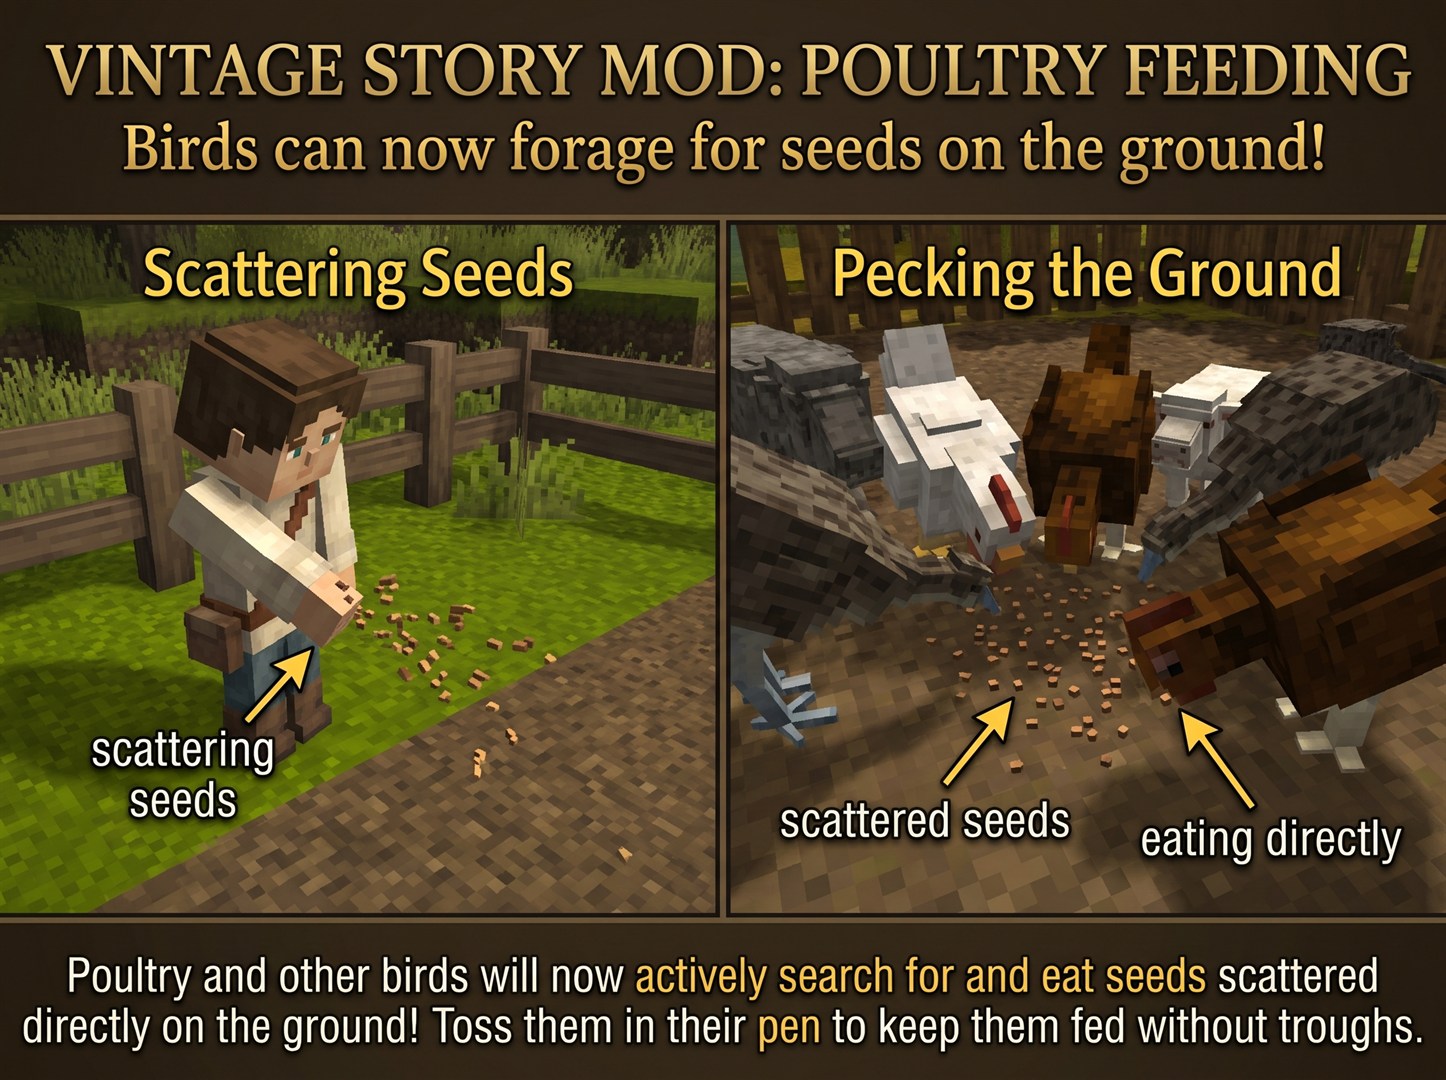 VINTAGE STORY MOD: POULTRY FEEDING
Birds can now forage for seeds on the ground!
Scattering Seeds
scattering
seeds
Pecking the Ground
scattered seeds
eating directly
Poultry and other birds will now actively search for and eat seeds scattered
directly on the ground! Toss them in their pen to keep them fed without troughs.